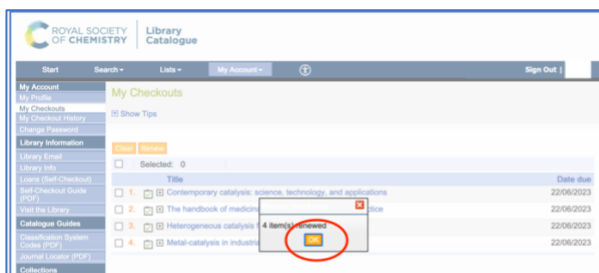 ROYAL SOCIETY
OF CHEMISTRY
Library
Catalogue
Start Search Lists My Account Sign Out |
My Account
My Profile
My Checkouts
My Checkout History
Change Password
Library Information
Library Email
Library Info
Loans (Self-Checkout)
Self-Checkout Guide
(PDF)
Visit the Library
Catalogue Guides
Classification System
Codes (PDF)
Journal Locator (PDF)
Collections
My Checkouts
Show Tips
Clear Renew
Selected: 0
Title Date due
1. Contemporary catalysis: science, technology, and applications 22/06/2023
2. The handbook of medicin ctice 22/06/2023
3. Heterogeneous catalysis f 22/06/2023
4. Metal-catalysis in industria 22/06/2023
4 item(s) renewed
OK